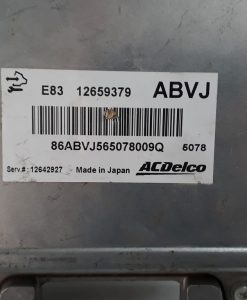 E83 12659379 ABVJ
86ABVJ565078009Q 5078
Serv.#: 12642927 Made in Japan ACDelco